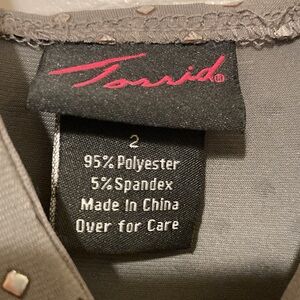 Torrid®
2
95% Polyester
5% Spandex
Made In China
Over for Care